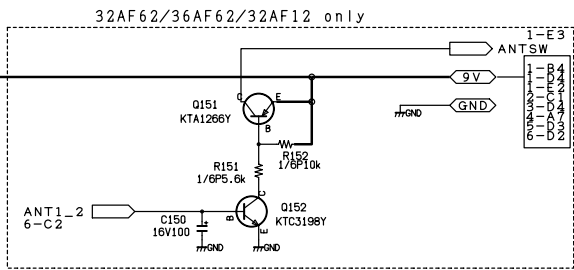 32AF62/36AF62/32AF12 only
1-E3
ANTSW
1-B4
9V
1-D4
1-E2
2-C1
GND
3-D4
4-A7
5-D3
6-D2
C
E
Q151
KTA1266Y
B
GND
R152
1/6P10k
R151
1/6P5.6k
C
Q152
KTC3198Y
B
E
ANT1_2
6-C2
C150
16V100
+
GND
GND